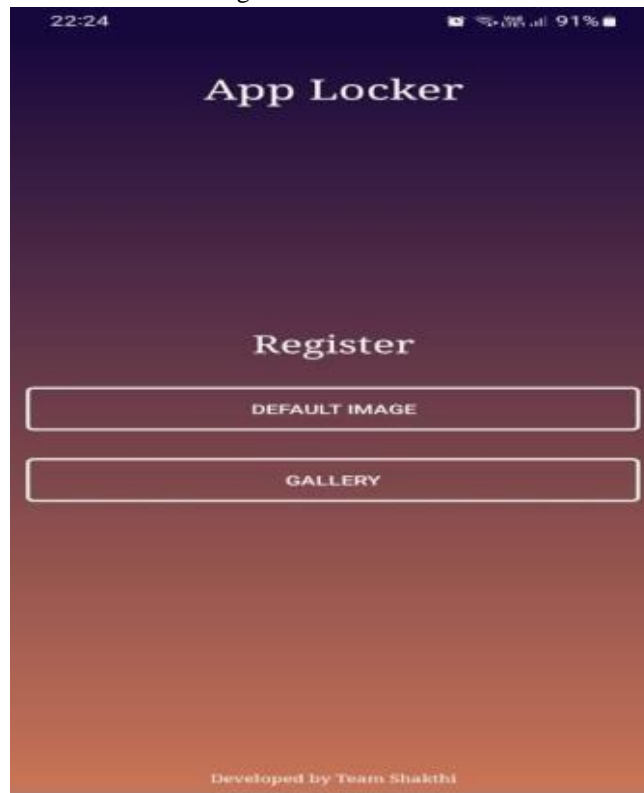 22:24 91%
App Locker
Register
DEFAULT IMAGE
GALLERY
Developed by Team Shakthi